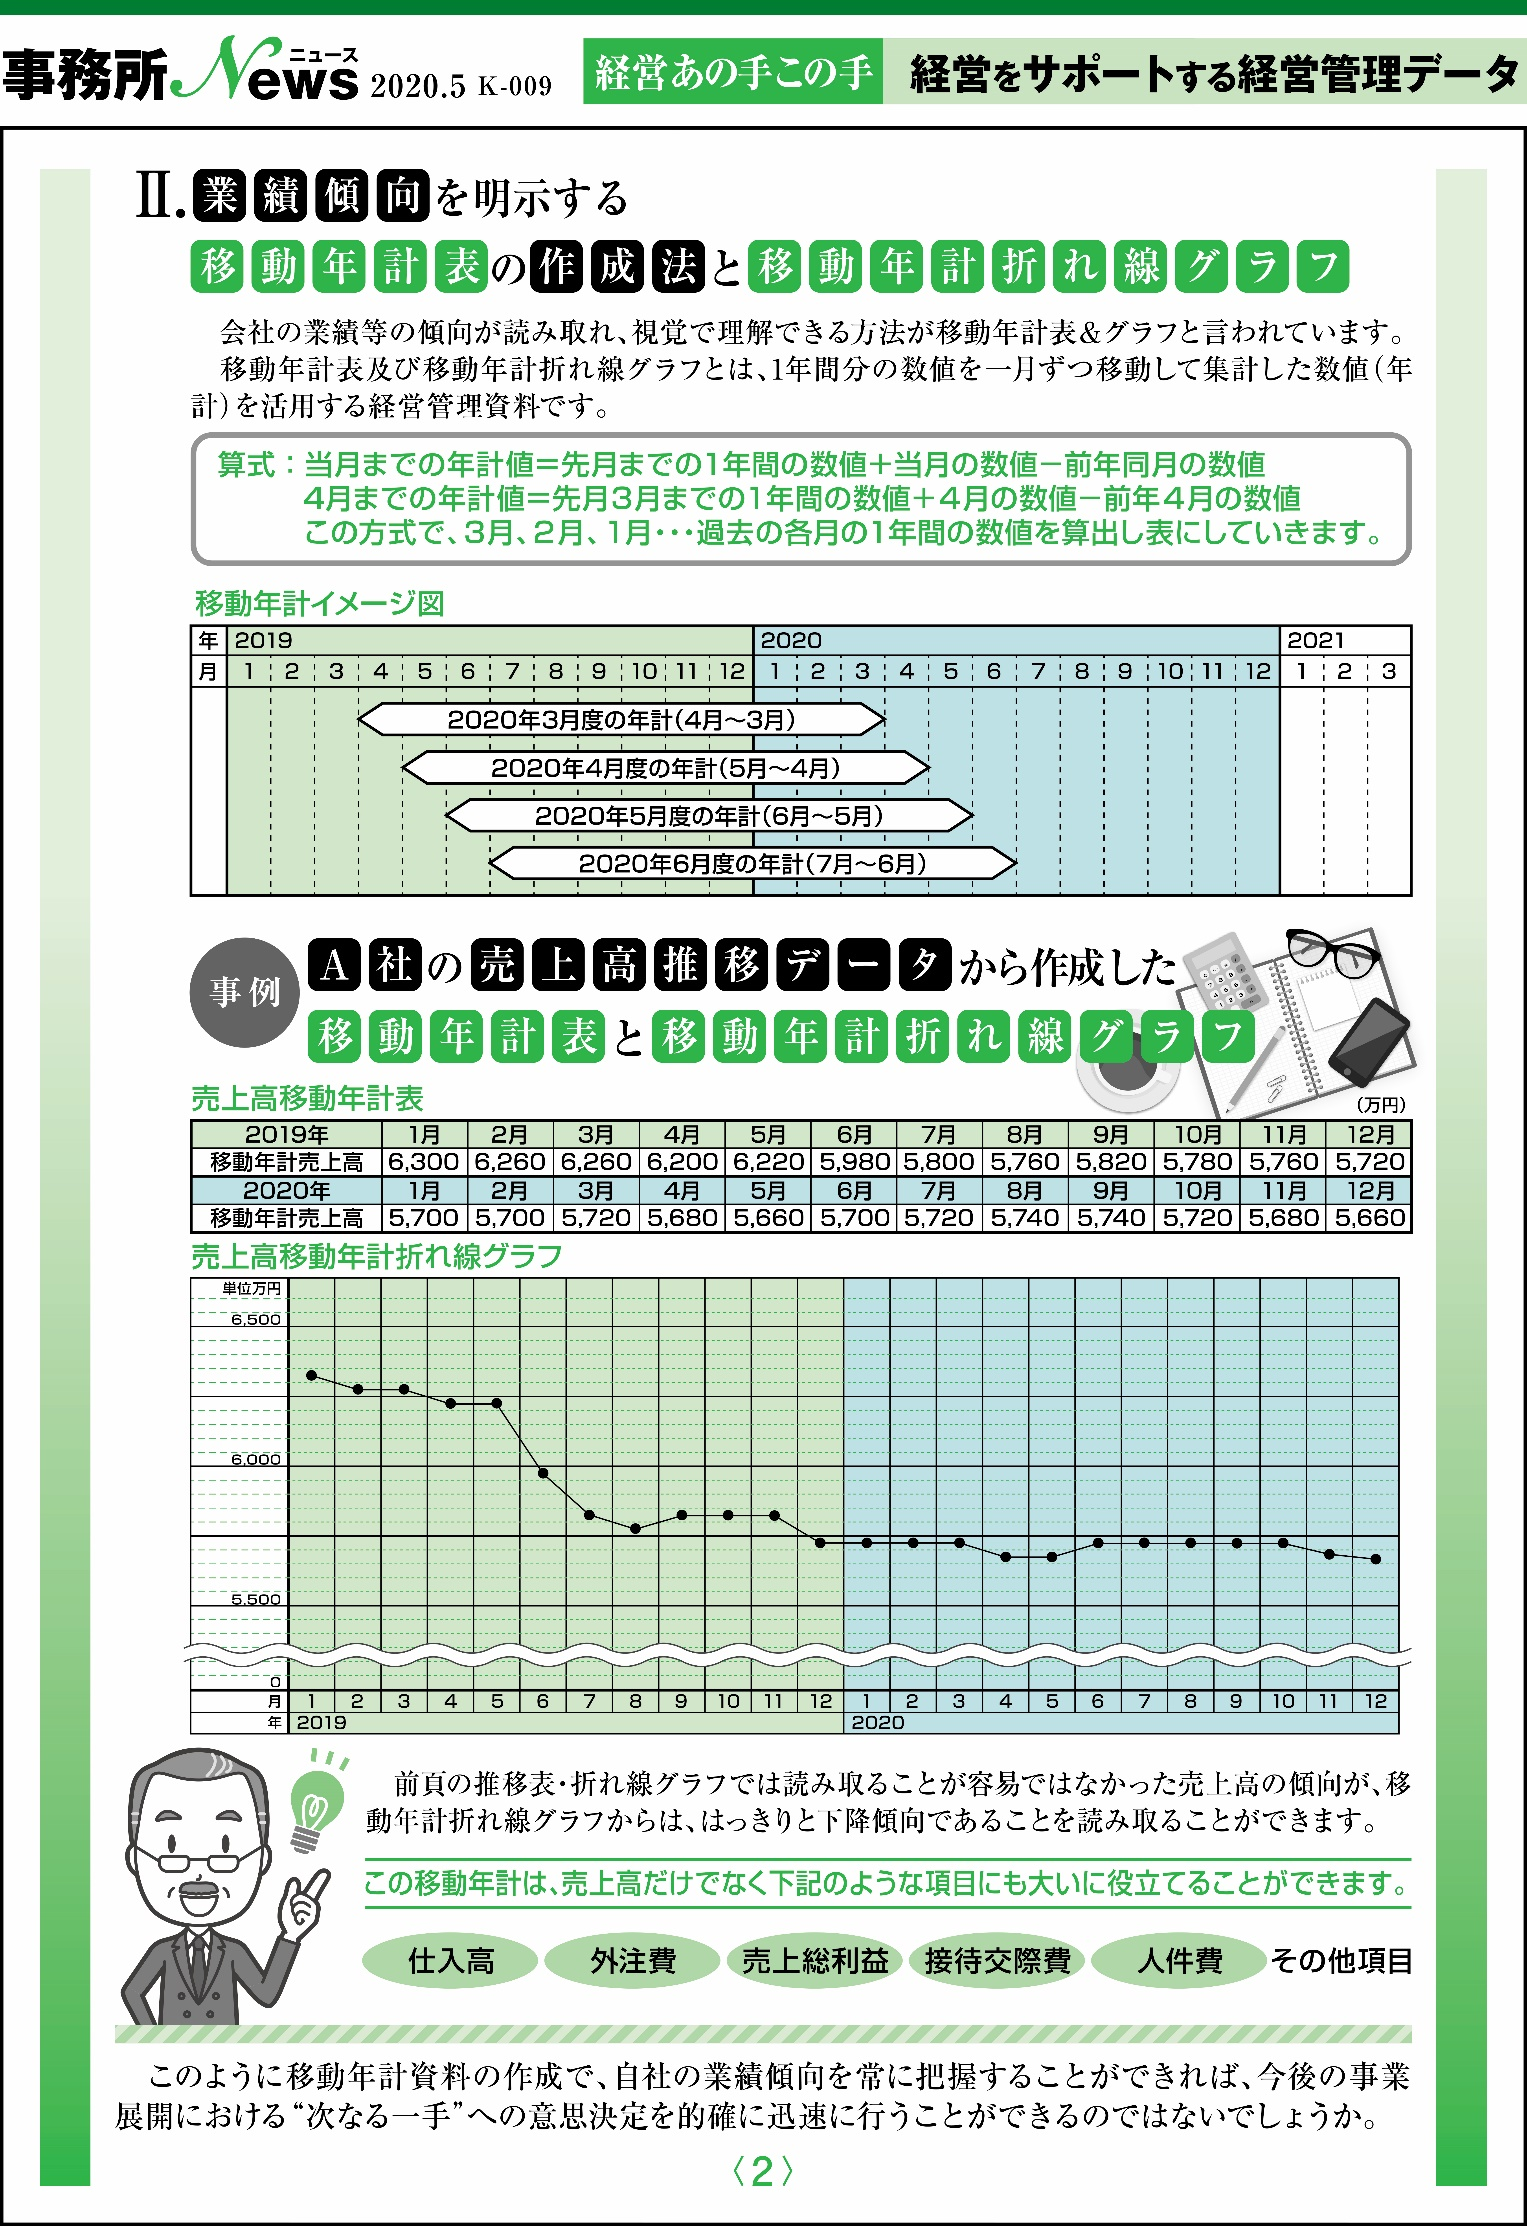 事務所News ニュース 2020.5 K-009 経営あの手この手 経営をサポートする経営管理データ
Ⅱ.業績傾向を明示する
移動年計表の作成法と移動年計折れ線グラフ
会社の業績等の傾向が読み取れ、視覚で理解できる方法が移動年計表&グラフと言われています。
移動年計表及び移動年計折れ線グラフとは、1年間分の数値を一月ずつ移動して集計した数値(年
計)を活用する経営管理資料です。
算式:当月までの年計値=先月までの1年間の数値+当月の数値-前年同月の数値
4月までの年計値=先月3月までの1年間の数値+4月の数値-前年4月の数値
この方式で、3月、2月、1月・・・過去の各月の1年間の数値を算出し表にしていきます。
移動年計イメージ図
年 2019 2020 2021
月 1 2 3 4 5 6 7 8 9 10 11 12 1 2 3 4 5 6 7 8 9 10 11 12 1 2 3
2020年3月度の年計(4月~3月)
2020年4月度の年計(5月~4月)
2020年5月度の年計(6月~5月)
2020年6月度の年計(7月~6月)
事例 A社の売上高推移データから作成した
移動年計表と移動年計折れ線グラフ
売上高移動年計表
(万円)
2019年 1月 2月 3月 4月 5月 6月 7月 8月 9月 10月 11月 12月
移動年計売上高 6,300 6,260 6,260 6,200 6,220 5,980 5,800 5,760 5,820 5,780 5,760 5,720
2020年 1月 2月 3月 4月 5月 6月 7月 8月 9月 10月 11月 12月
移動年計売上高 5,700 5,700 5,720 5,680 5,660 5,700 5,720 5,740 5,740 5,720 5,680 5,660
売上高移動年計折れ線グラフ
単位万円
6,500
6,000
5,500
0
月 1 2 3 4 5 6 7 8 9 10 11 12 1 2 3 4 5 6 7 8 9 10 11 12
年 2019 2020
前頁の推移表・折れ線グラフでは読み取ることが容易ではなかった売上高の傾向が、移
動年計折れ線グラフからは、はっきりと下降傾向であることを読み取ることができます。
この移動年計は、売上高だけでなく下記のような項目にも大いに役立てることができます。
仕入高 外注費 売上総利益 接待交際費 人件費 その他項目
このように移動年計資料の作成で、自社の業績傾向を常に把握することができれば、今後の事業
展開における“次なる一手”への意思決定を的確に迅速に行うことができるのではないでしょうか。
〈2〉